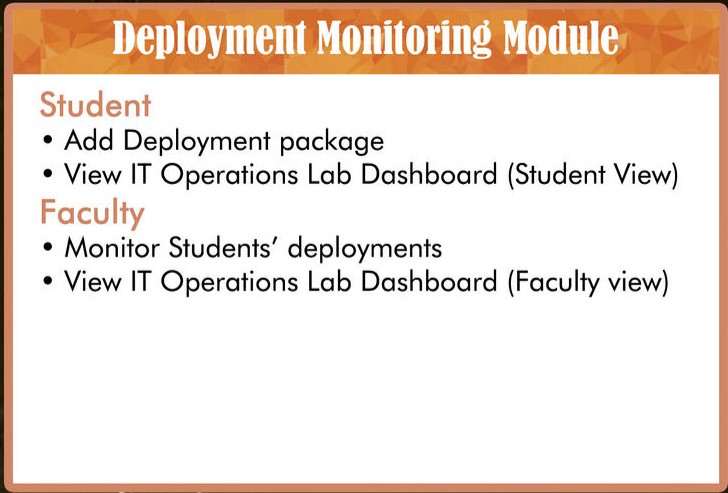 Deployment Monitoring Module
Student
• Add Deployment package
• View IT Operations Lab Dashboard (Student View)
Faculty
• Monitor Students’ deployments
• View IT Operations Lab Dashboard (Faculty view)